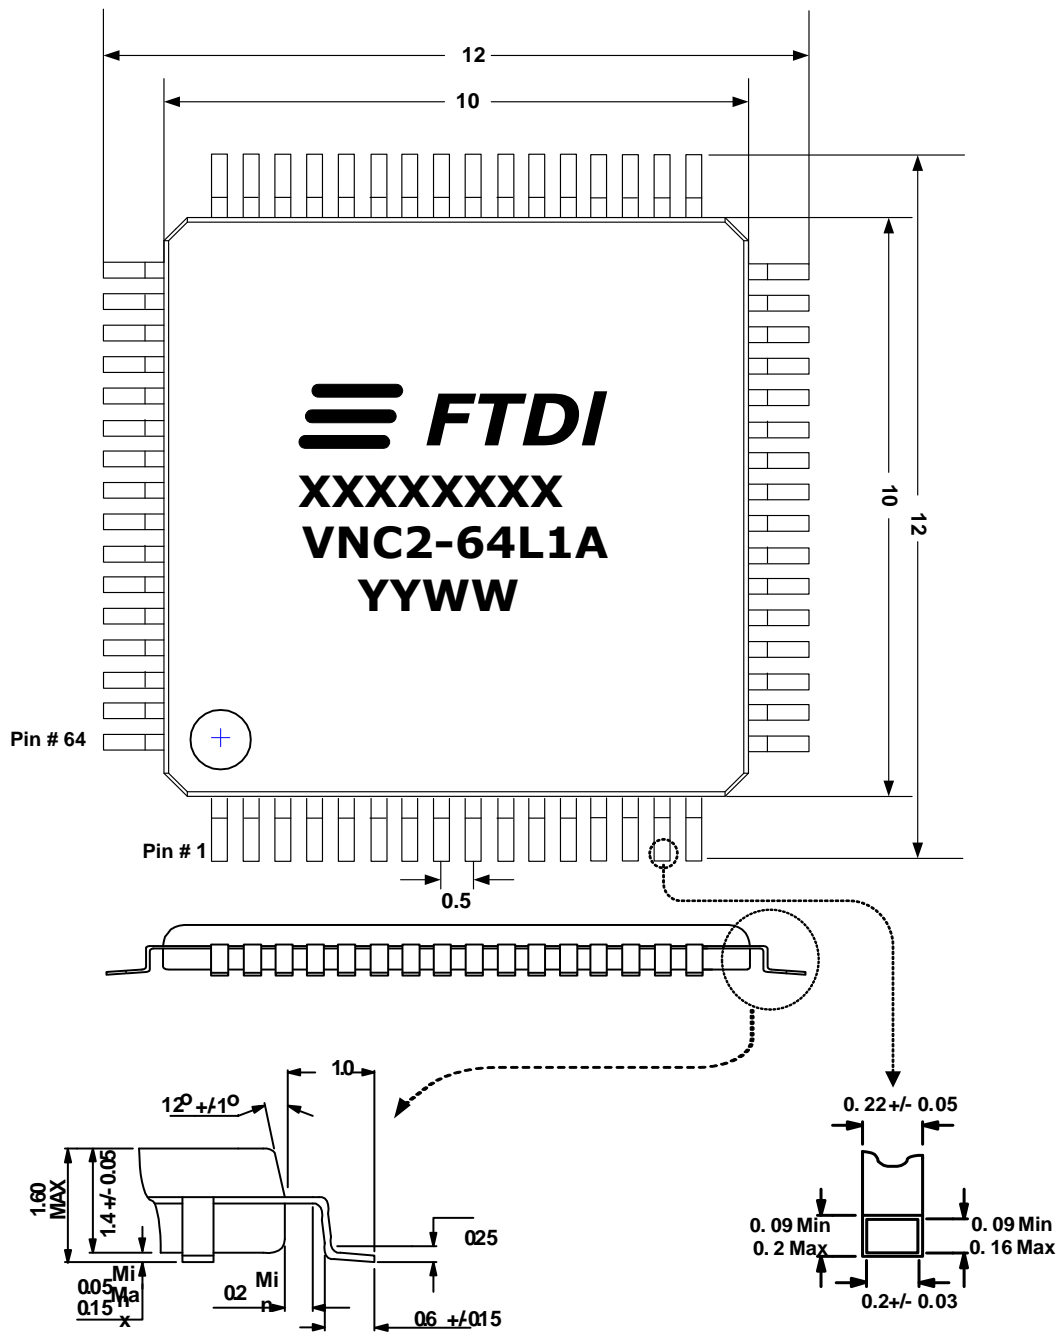 12
10
FTDI
XXXXXXXX
VNC2-64L1A
YYWW
10
12
Pin # 64
Pin # 1
0.5
1.0
12° +/- 1°
1.60 MAX
1.4 +/- 0.05
0.25
0.05 Min
0.15 Max
0.2 Min
0.6 +/- 0.15
0. 22 +/- 0.05
0. 09 Min
0. 2 Max
0. 09 Min
0. 16 Max
0.2 +/- 0.03